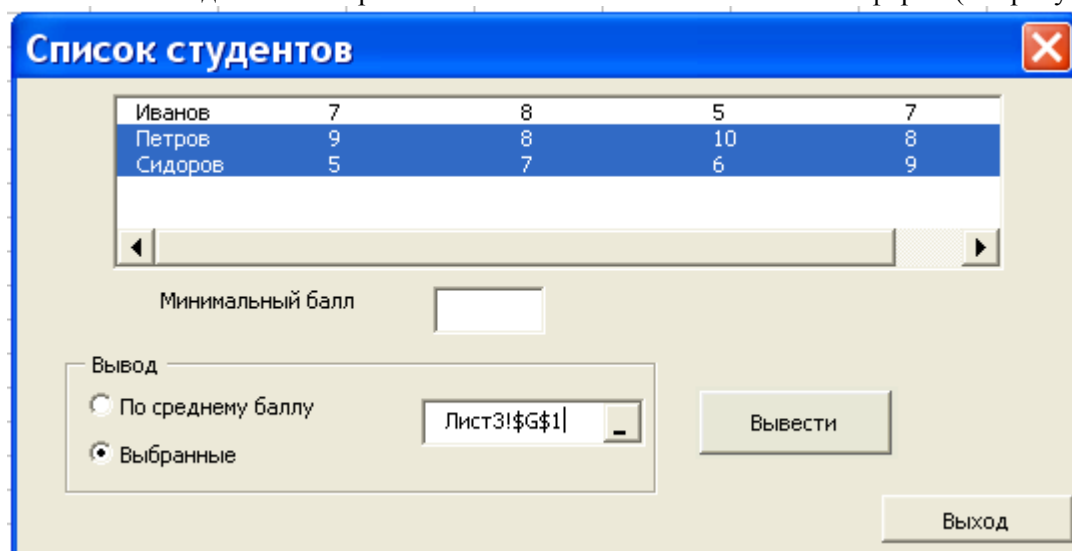 Список студентов
Иванов 7 8 5 7
Петров 9 8 10 8
Сидоров 5 7 6 9
Минимальный балл
Вывод
По среднему баллу
Лист3!$G$1
Вывести
Выбранные
Выход